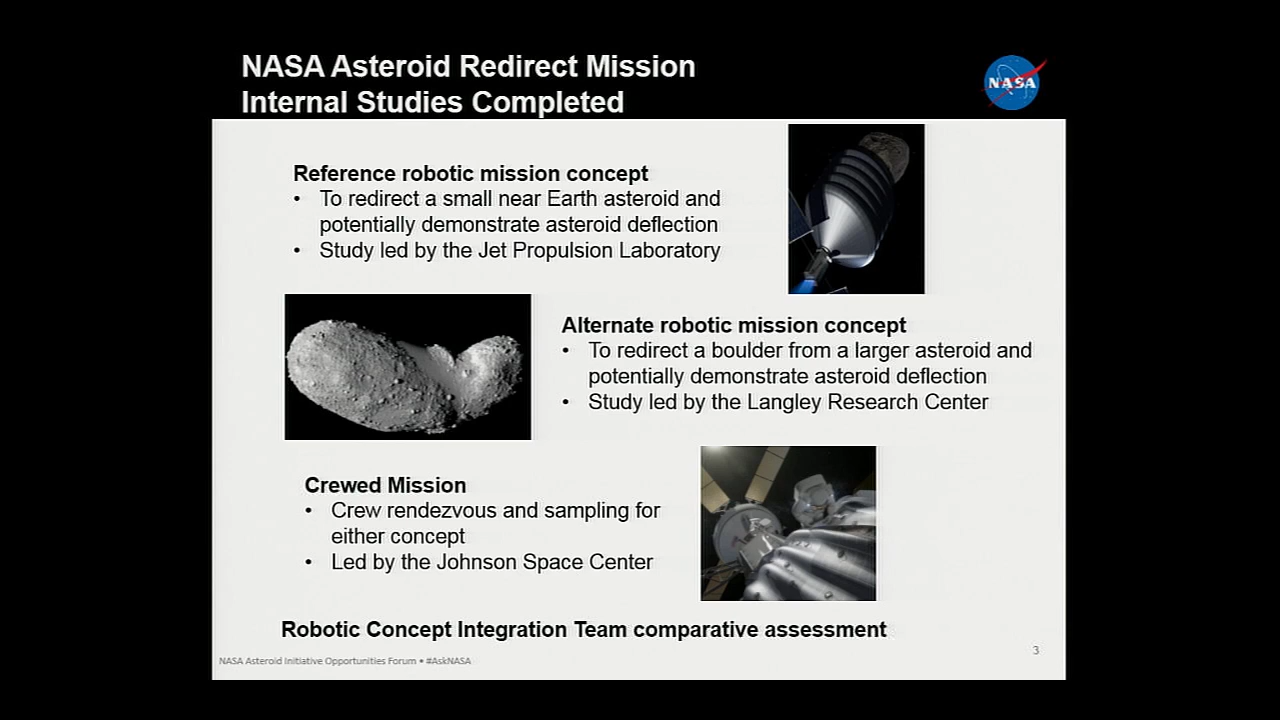 NASA Asteroid Redirect Mission
Internal Studies Completed
NASA
Reference robotic mission concept
• To redirect a small near Earth asteroid and
potentially demonstrate asteroid deflection
• Study led by the Jet Propulsion Laboratory
Alternate robotic mission concept
• To redirect a boulder from a larger asteroid and
potentially demonstrate asteroid deflection
• Study led by the Langley Research Center
Crewed Mission
• Crew rendezvous and sampling for
either concept
• Led by the Johnson Space Center
Robotic Concept Integration Team comparative assessment
3
NASA Asteroid Initiative Opportunities Forum • #AskNASA